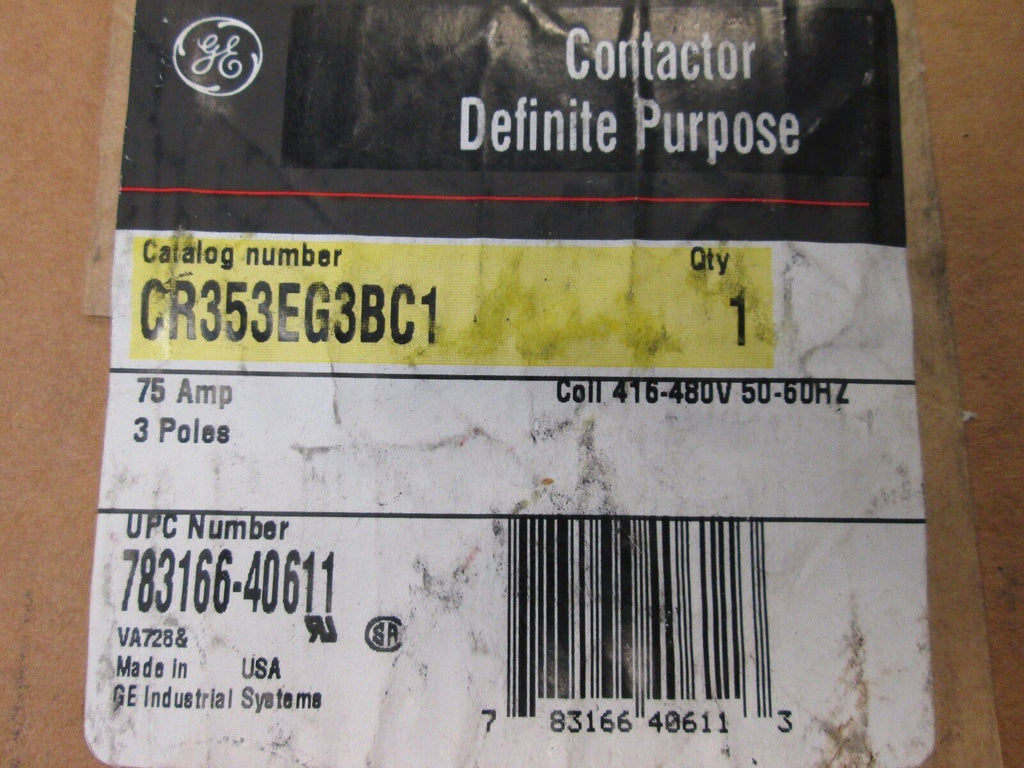 GE
Contactor
Definite Purpose
Catalog number Qty
CR353EG3BC1 1
75 Amp Coil 416-480V 50-60HZ
3 Poles
UPC Number
783166-40611
VA728&
Made in USA
GE Industrial Systems
7 83166 40611 3